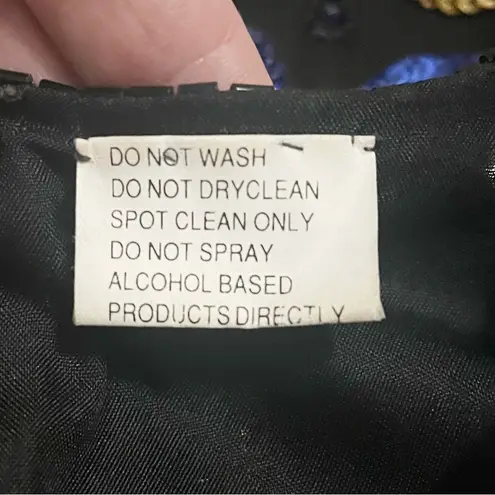 DO NOT WASH
DO NOT DRYCLEAN
SPOT CLEAN ONLY
DO NOT SPRAY
ALCOHOL BASED
PRODUCTS DIRECTLY